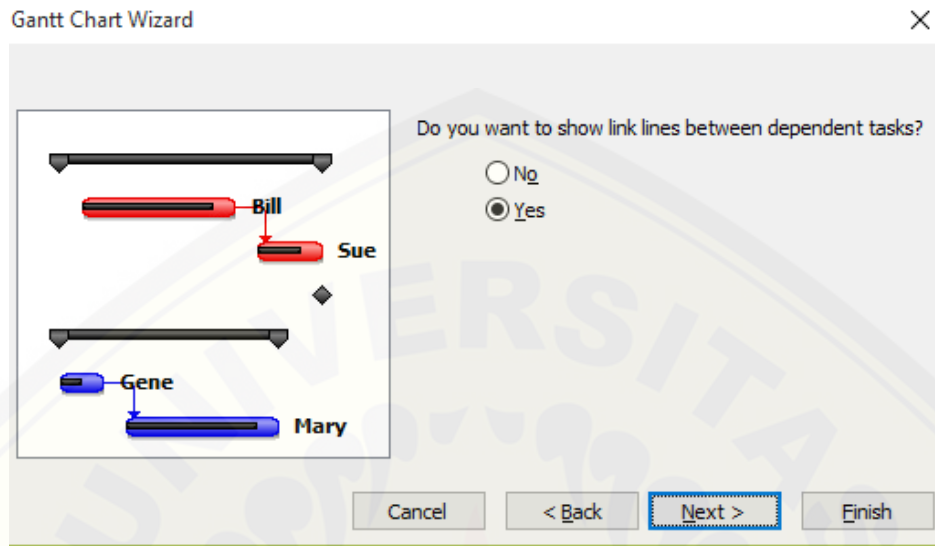 Gantt Chart Wizard
Do you want to show link lines between dependent tasks?
No
Yes
Bill
Sue
Gene
Mary
Cancel
< Back
Next >
Finish
UNIVERSITAS